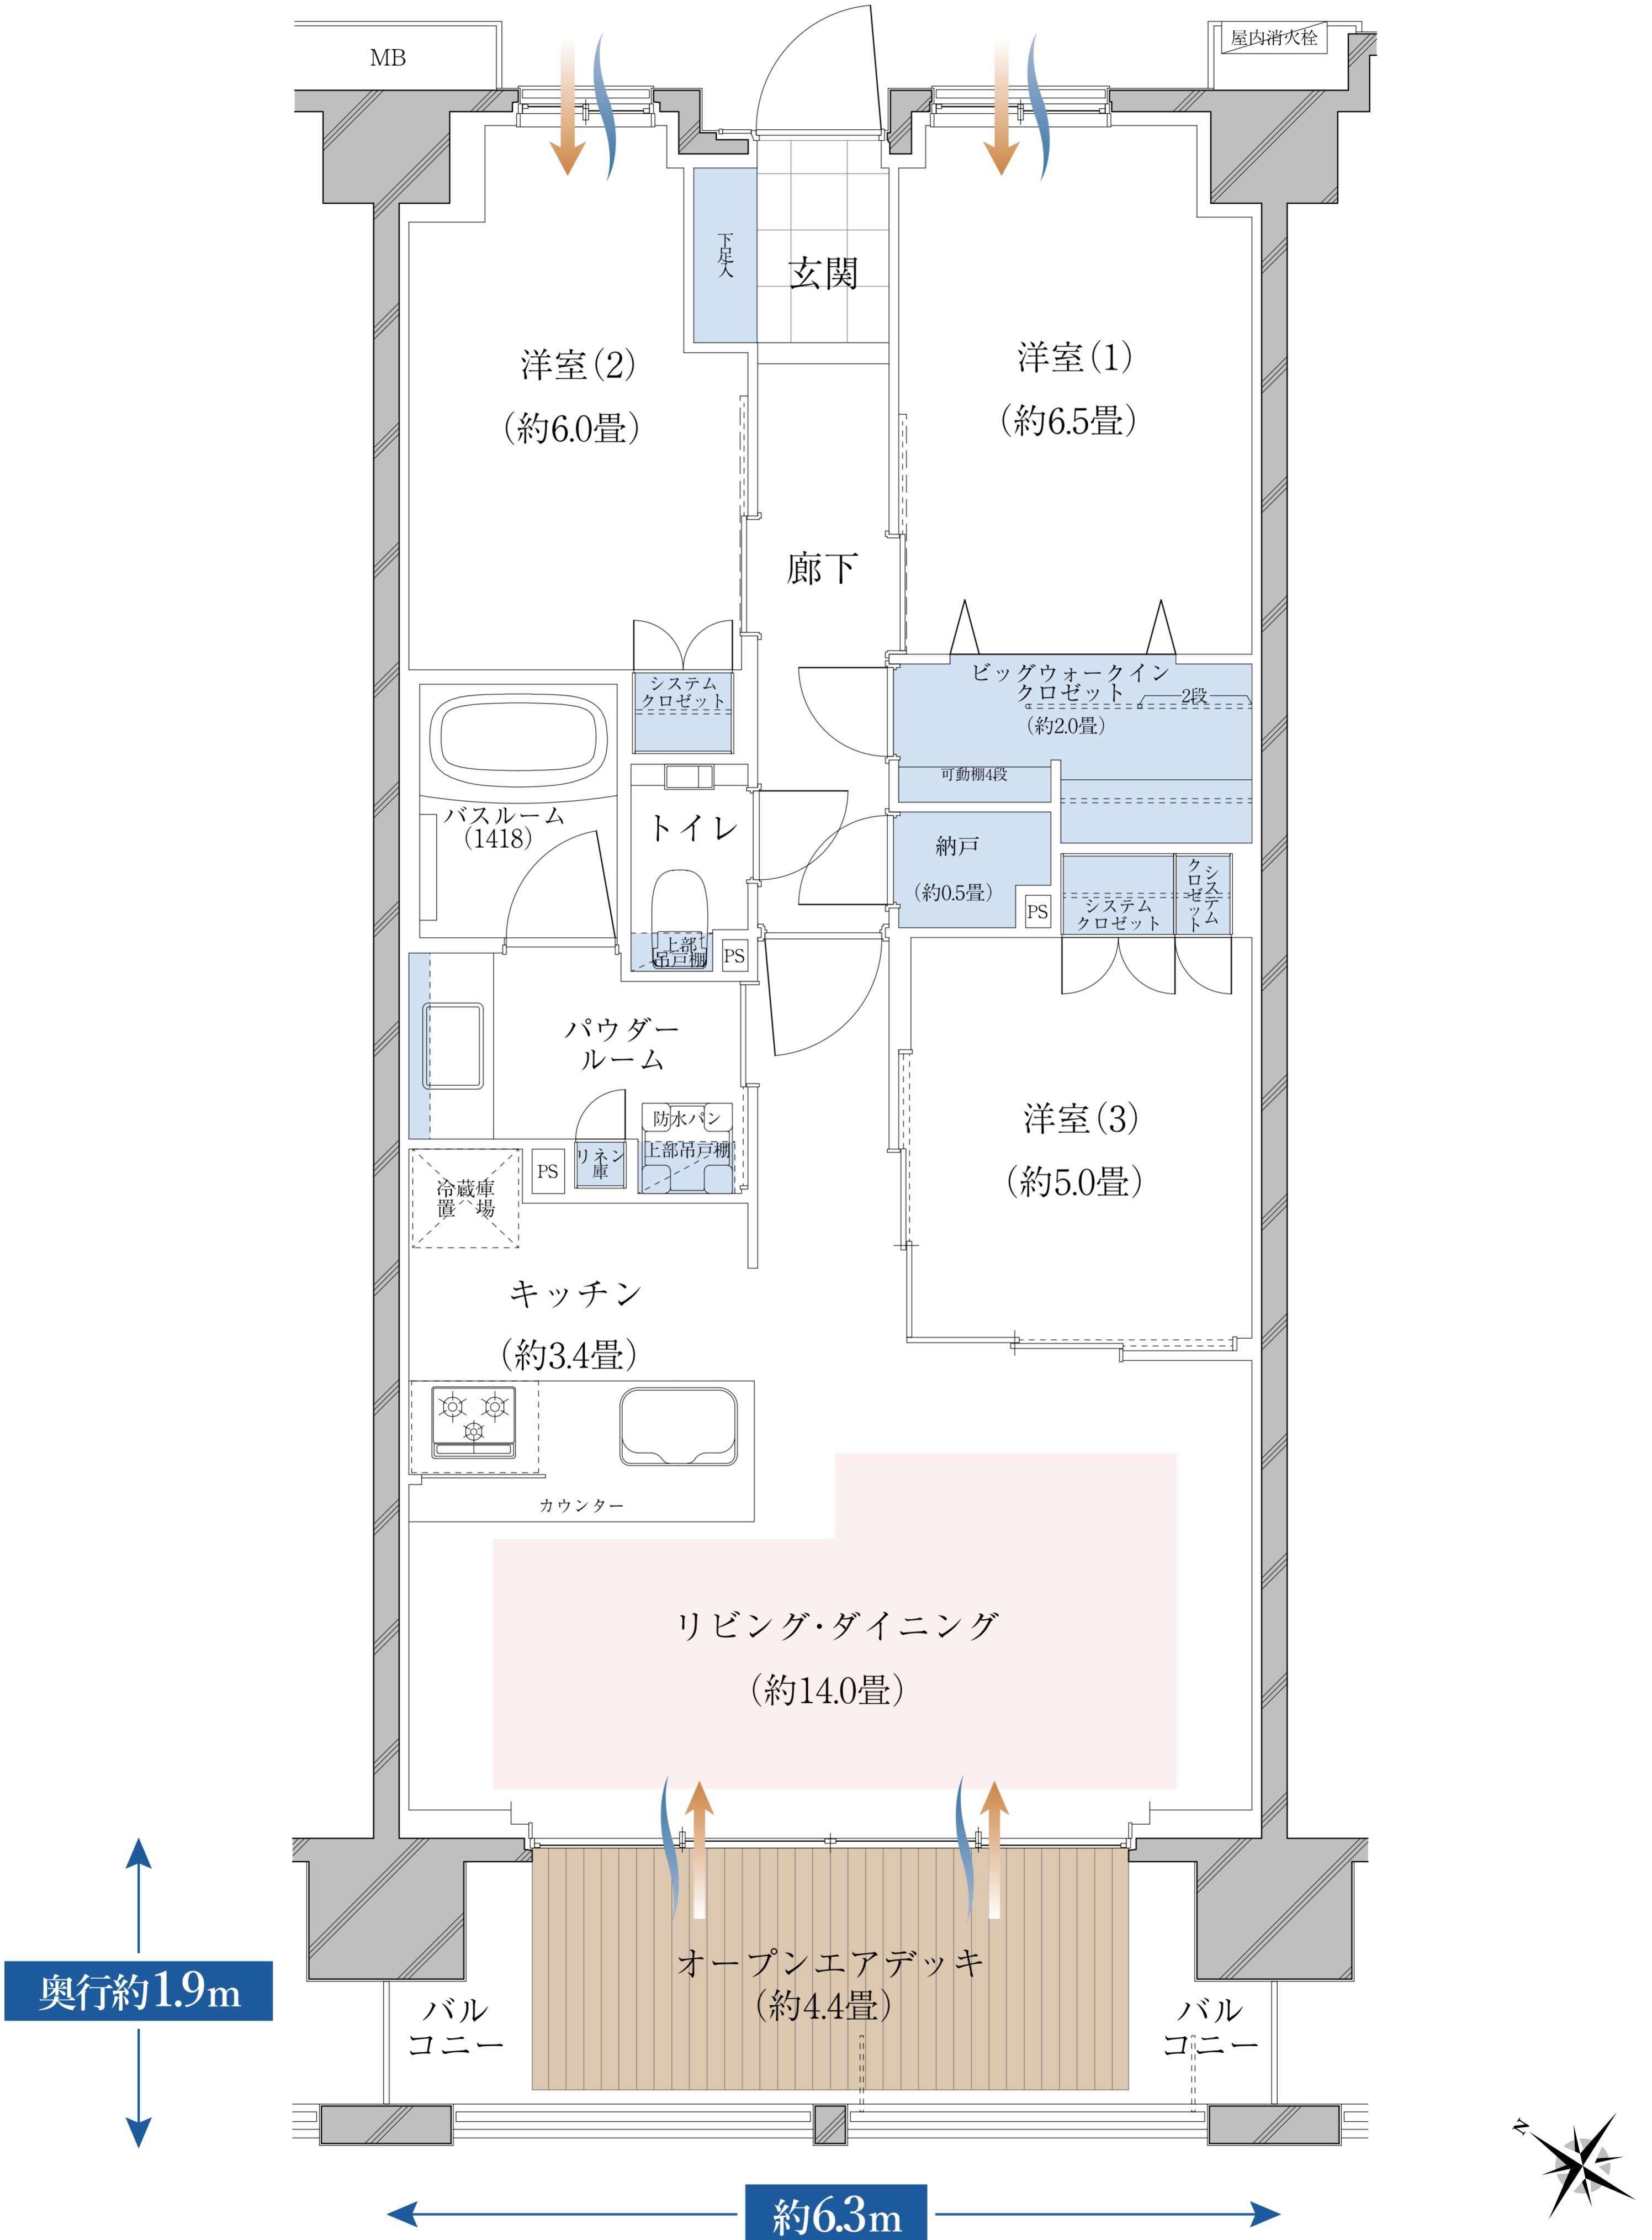 MB
屋内消火栓
下足入
玄関
洋室(2)
(約6.0畳)
洋室(1)
(約6.5畳)
廊下
システム
クロゼット
ビッグウォークイン
クロゼット
2段
(約2.0畳)
可動棚4段
バスルーム
(1418)
トイレ
納戸
(約0.5畳)
PS
システム
クロゼット
システム
クロゼット
上部
吊戸棚
PS
パウダー
ルーム
防水パン
上部吊戸棚
リネン
庫
PS
冷蔵庫
置場
洋室(3)
(約5.0畳)
キッチン
(約3.4畳)
カウンター
リビング・ダイニング
(約14.0畳)
オープンエアデッキ
(約4.4畳)
奥行約1.9m
バル
コニー
バル
コニー
N
約6.3m